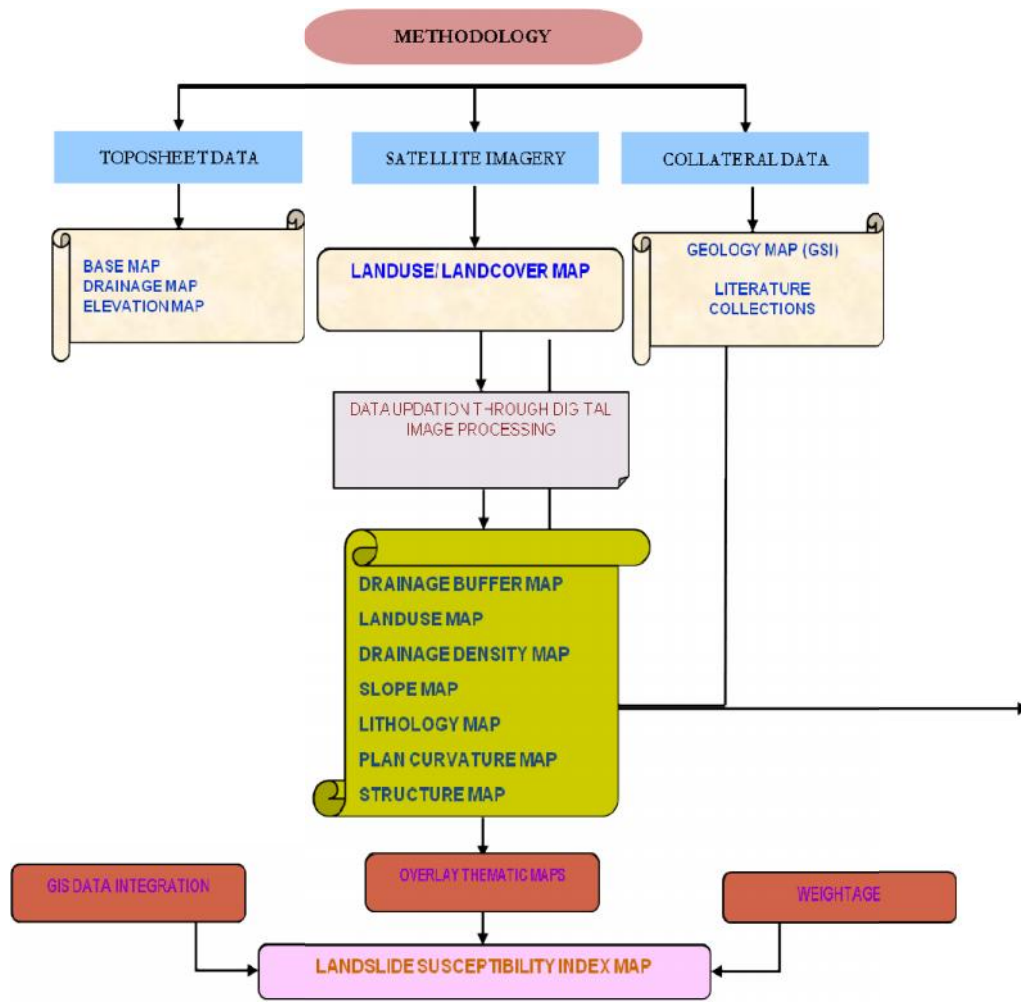 METHODOLOGY
TOPOSHEET DATA
SATELLITE IMAGERY
COLLATERAL DATA
BASE MAP
DRAINAGE MAP
ELEVATION MAP
LANDUSE/ LANDCOVER MAP
GEOLOGY MAP (GSI)
LITERATURE
COLLECTIONS
DATA UPDATION THROUGH DIGITAL
IMAGE PROCESSING
DRAINAGE BUFFER MAP
LANDUSE MAP
DRAINAGE DENSITY MAP
SLOPE MAP
LITHOLOGY MAP
PLAN CURVATURE MAP
STRUCTURE MAP
GIS DATA INTEGRATION
OVERLAY THEMATIC MAPS
WEIGHTAGE
LANDSLIDE SUSCEPTIBILITY INDEX MAP